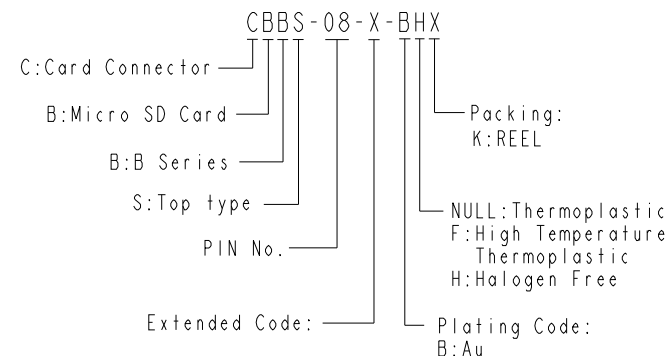 CBBS-08-X-BHX
C:Card Connector
B:Micro SD Card
B:B Series
S:Top type
PIN No.
Extended Code:
Packing:
K:REEL
NULL:Thermoplastic
F:High Temperature
Thermoplastic
H:Halogen Free
Plating Code:
B:Au